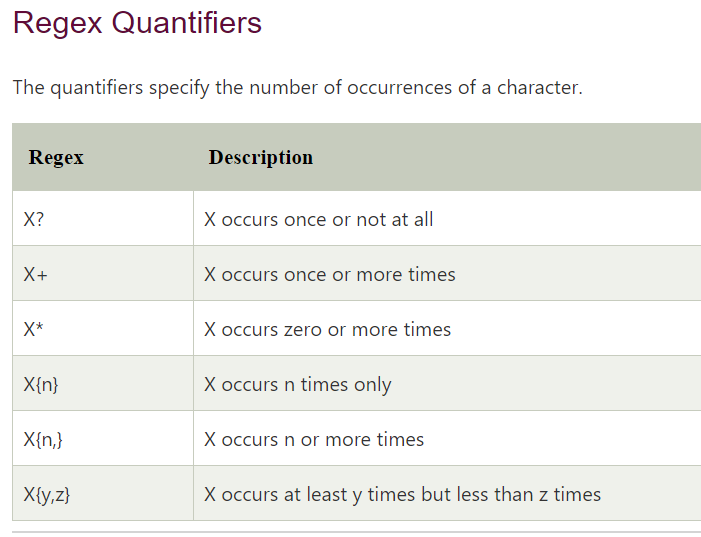 Regex Quantifiers
The quantifiers specify the number of occurrences of a character.
Regex Description
X? X occurs once or not at all
X+ X occurs once or more times
X* X occurs zero or more times
X{n} X occurs n times only
X{n,} X occurs n or more times
X{y,z} X occurs at least y times but less than z times